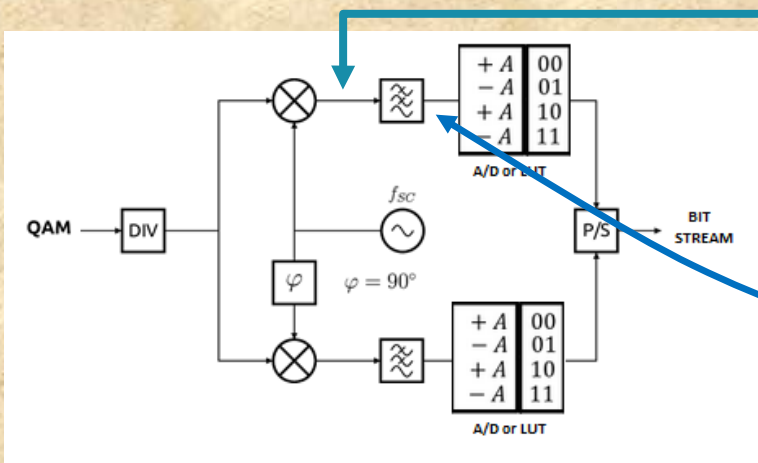 + A 00
− A 01
+ A 10
− A 11
A/D or LUT
f_SC
QAM
DIV
P/S
BIT
STREAM
φ
φ = 90°
+ A 00
− A 01
+ A 10
− A 11
A/D or LUT